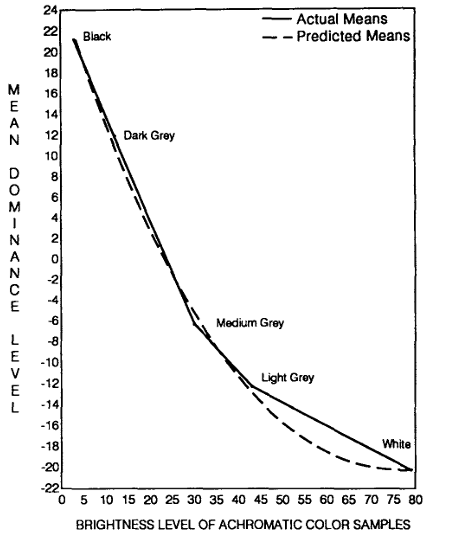 24
22
20
18
16
14
12
10
8
6
4
2
0
-2
-4
-6
-8
-10
-12
-14
-16
-18
-20
-22
MEAN DOMINANCE LEVEL
Actual Means
Predicted Means
Black
Dark Grey
Medium Grey
Light Grey
White
0 5 10 15 20 25 30 35 40 45 50 55 60 65 70 75 80
BRIGHTNESS LEVEL OF ACHROMATIC COLOR SAMPLES